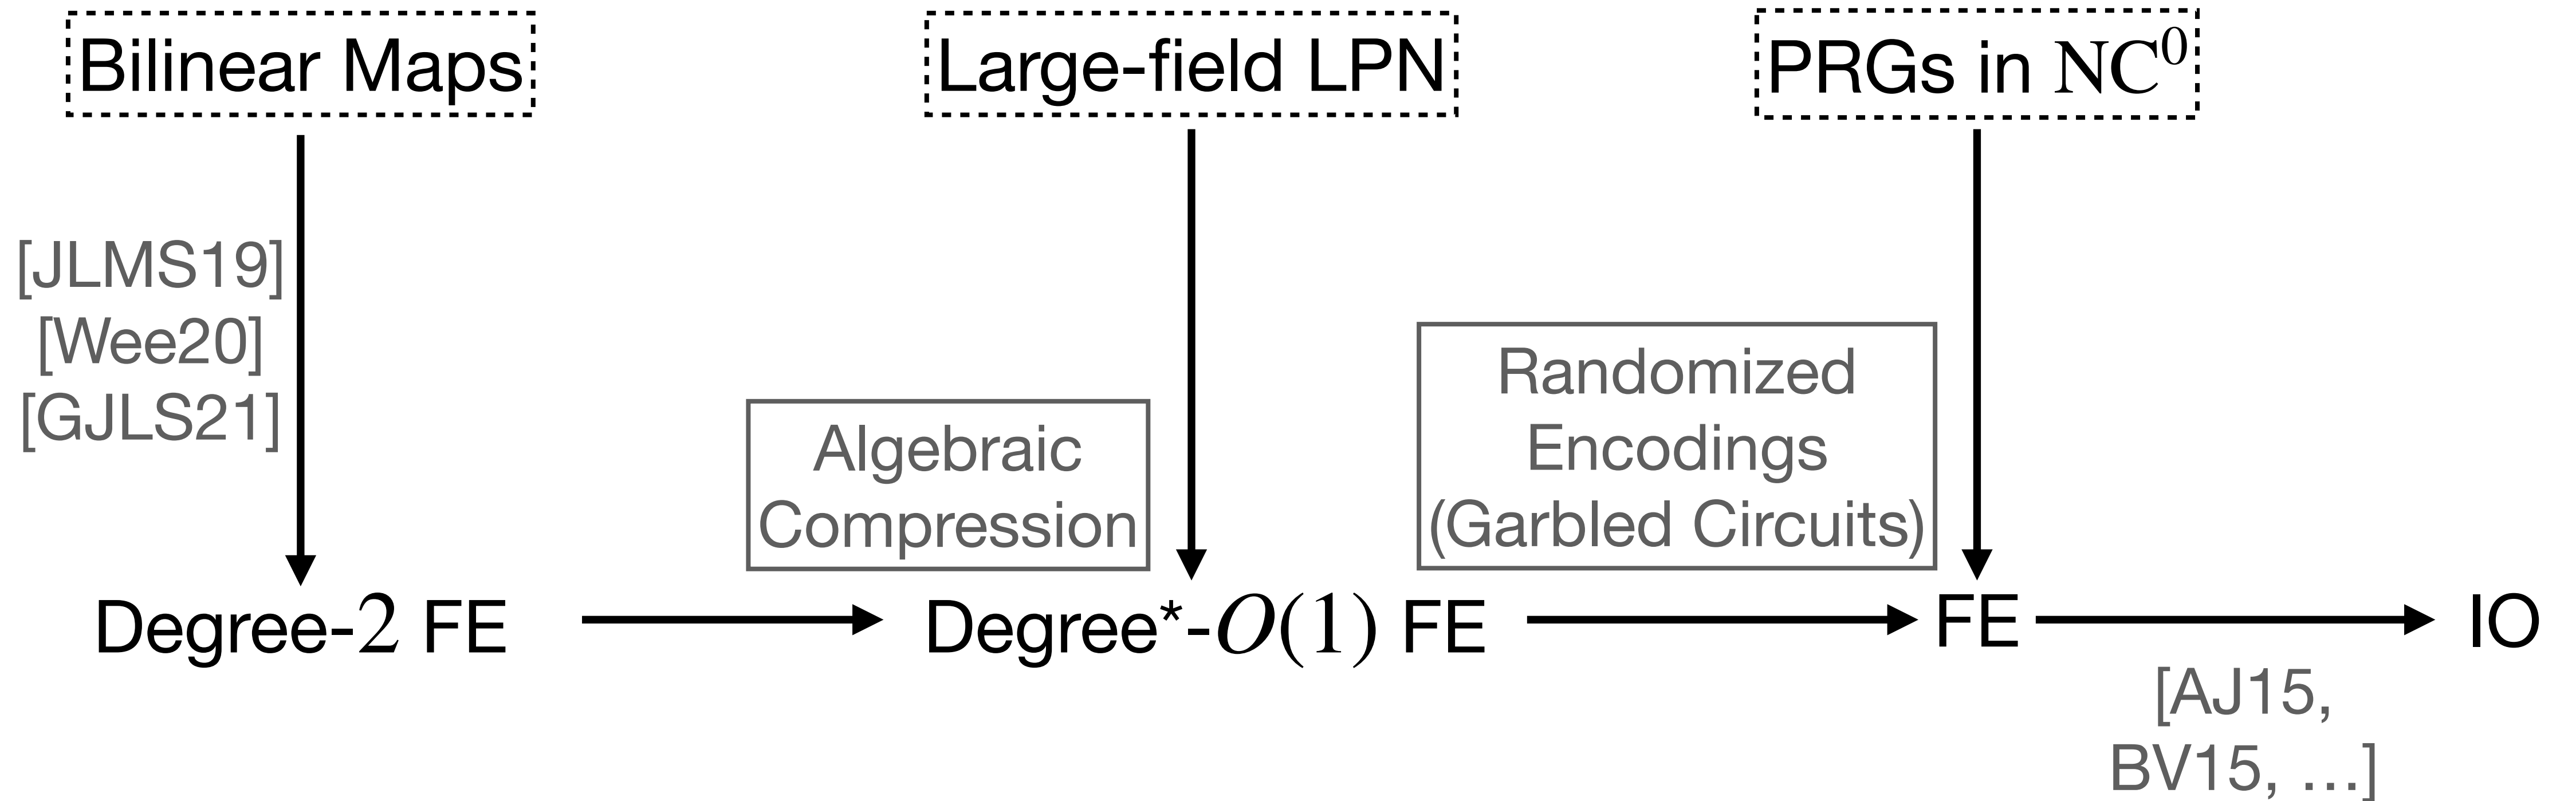 Bilinear Maps
Large-field LPN
PRGs in NC⁰
[JLMS19]
[Wee20]
[GJLS21]
Algebraic
Compression
Randomized
Encodings
(Garbled Circuits)
Degree-2 FE
Degree*-O(1) FE
FE
IO
[AJ15,
BV15, …]